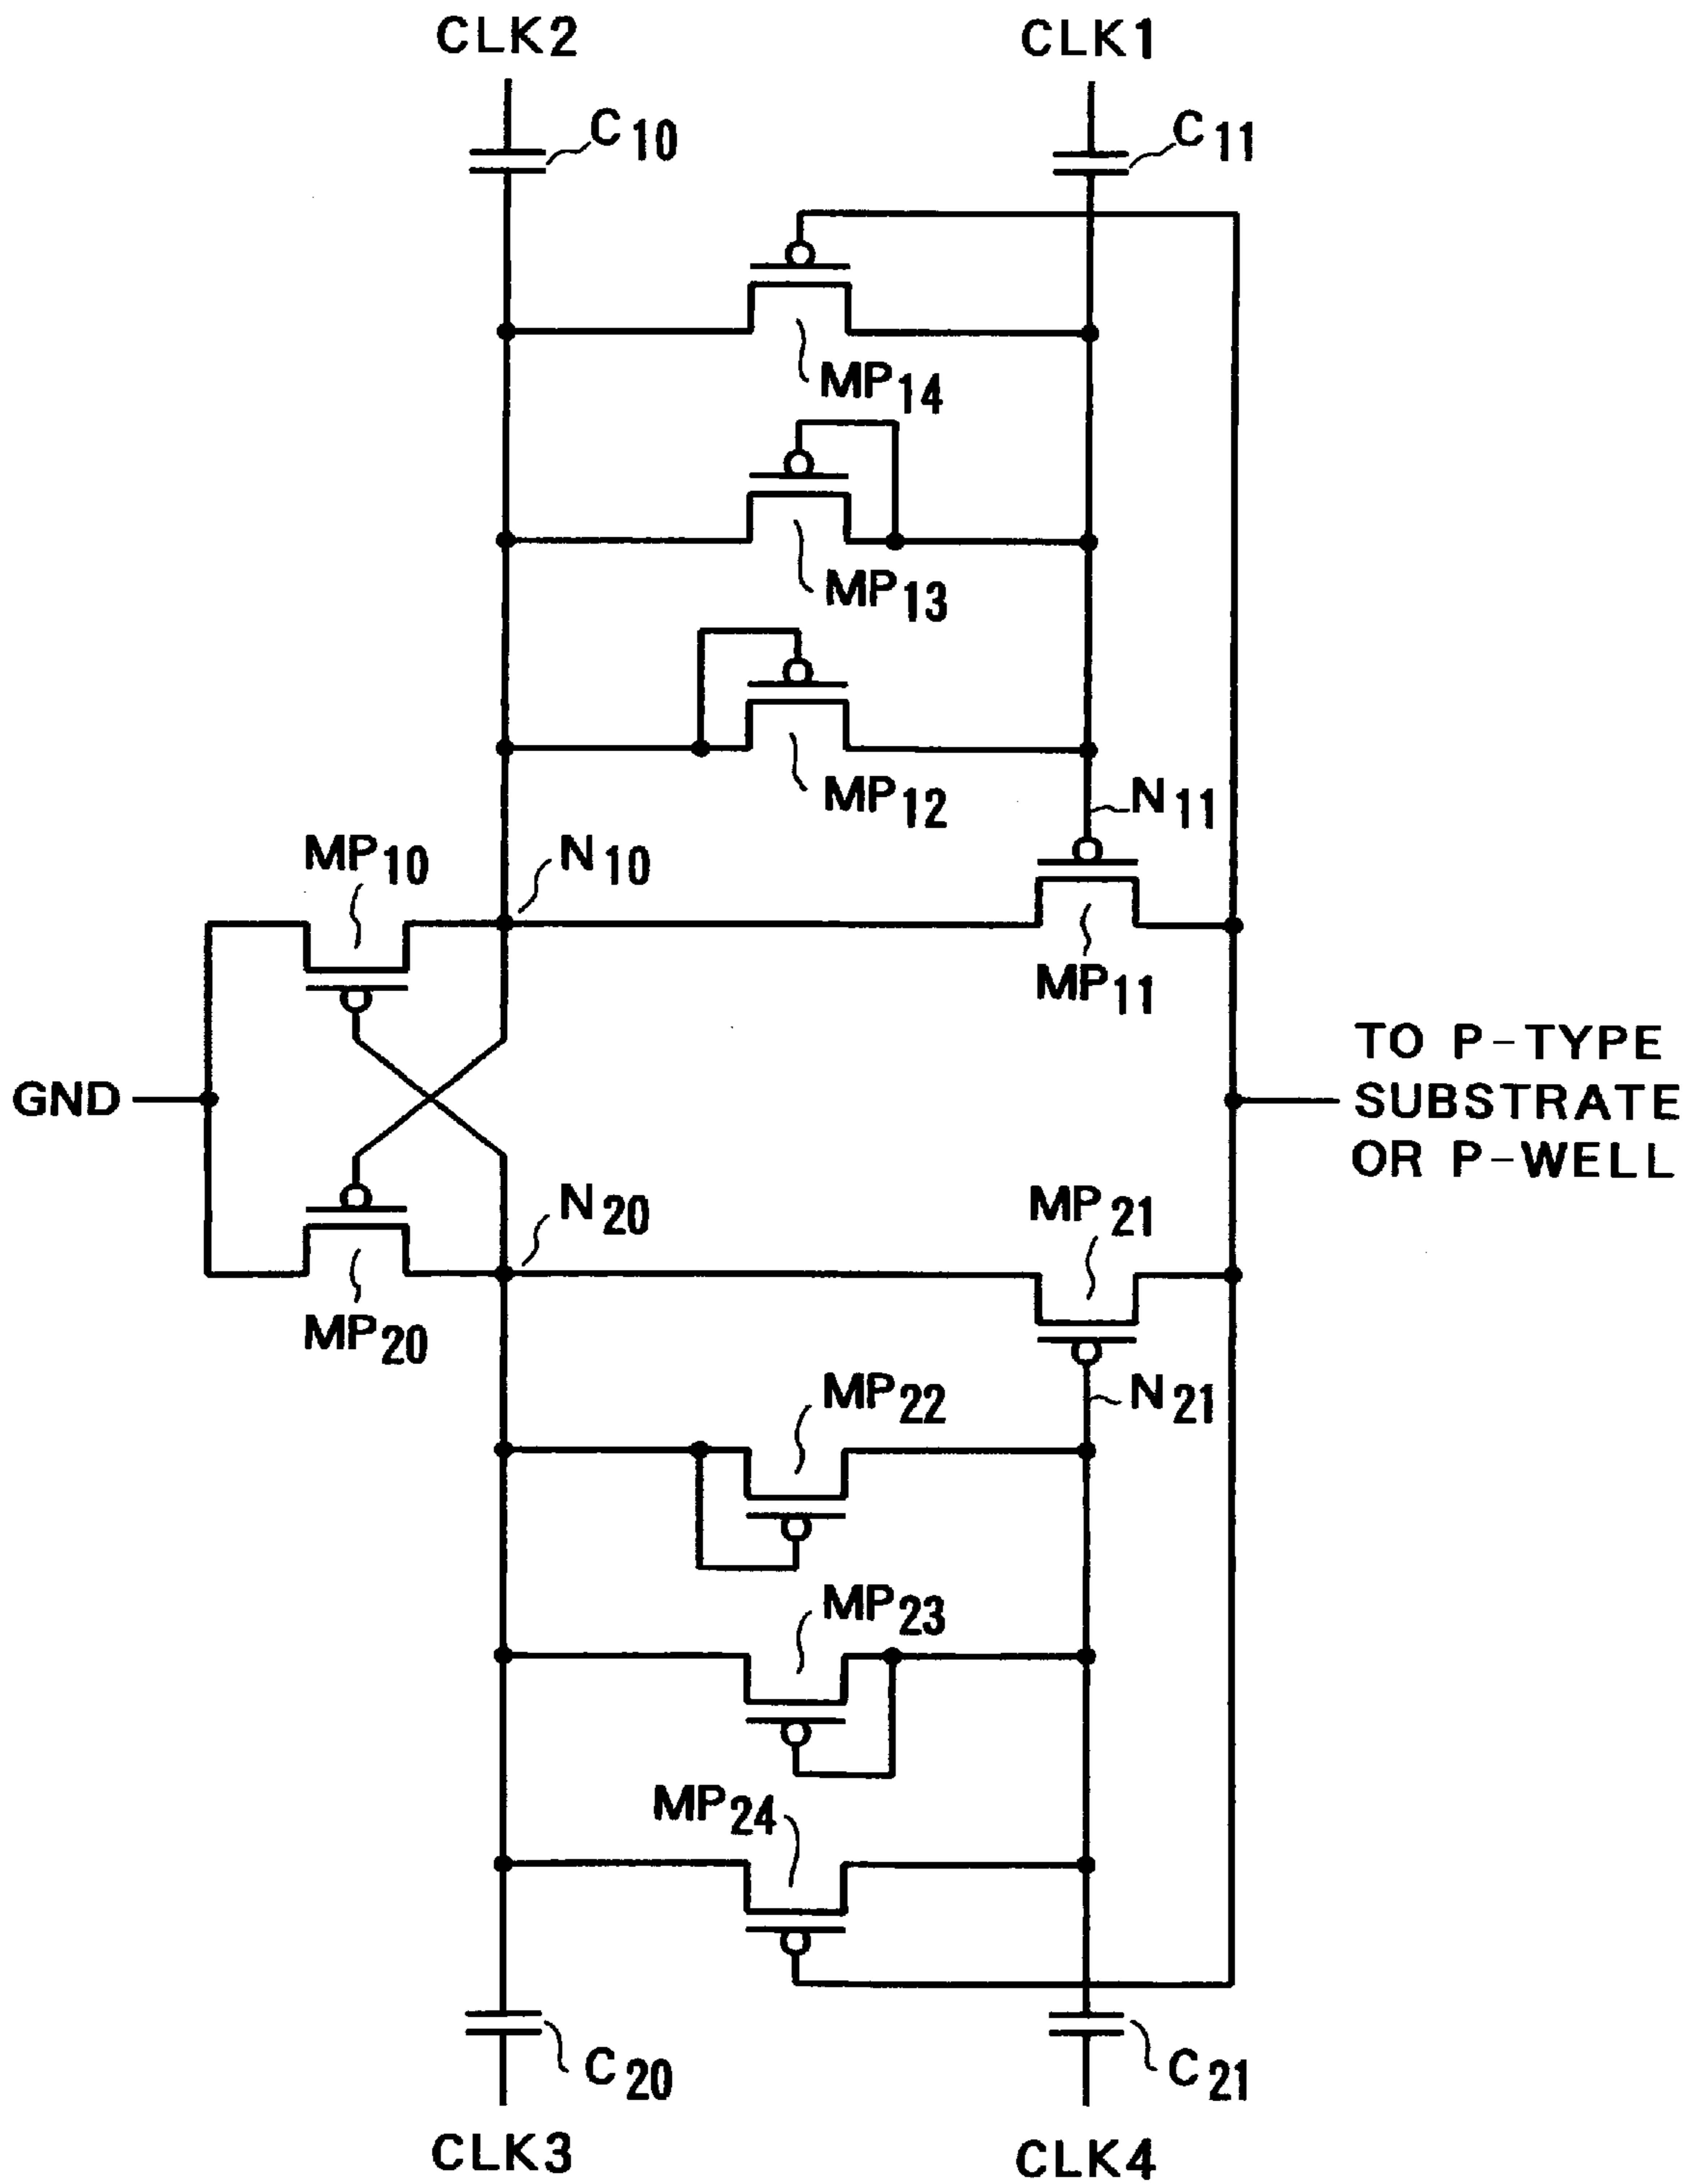 CLK2
CLK1
C10
C11
MP14
MP13
MP12
N11
MP10
N10
MP11
GND
TO P-TYPE
SUBSTRATE
OR P-WELL
N20
MP21
MP20
MP22
N21
MP23
MP24
C20
C21
CLK3
CLK4